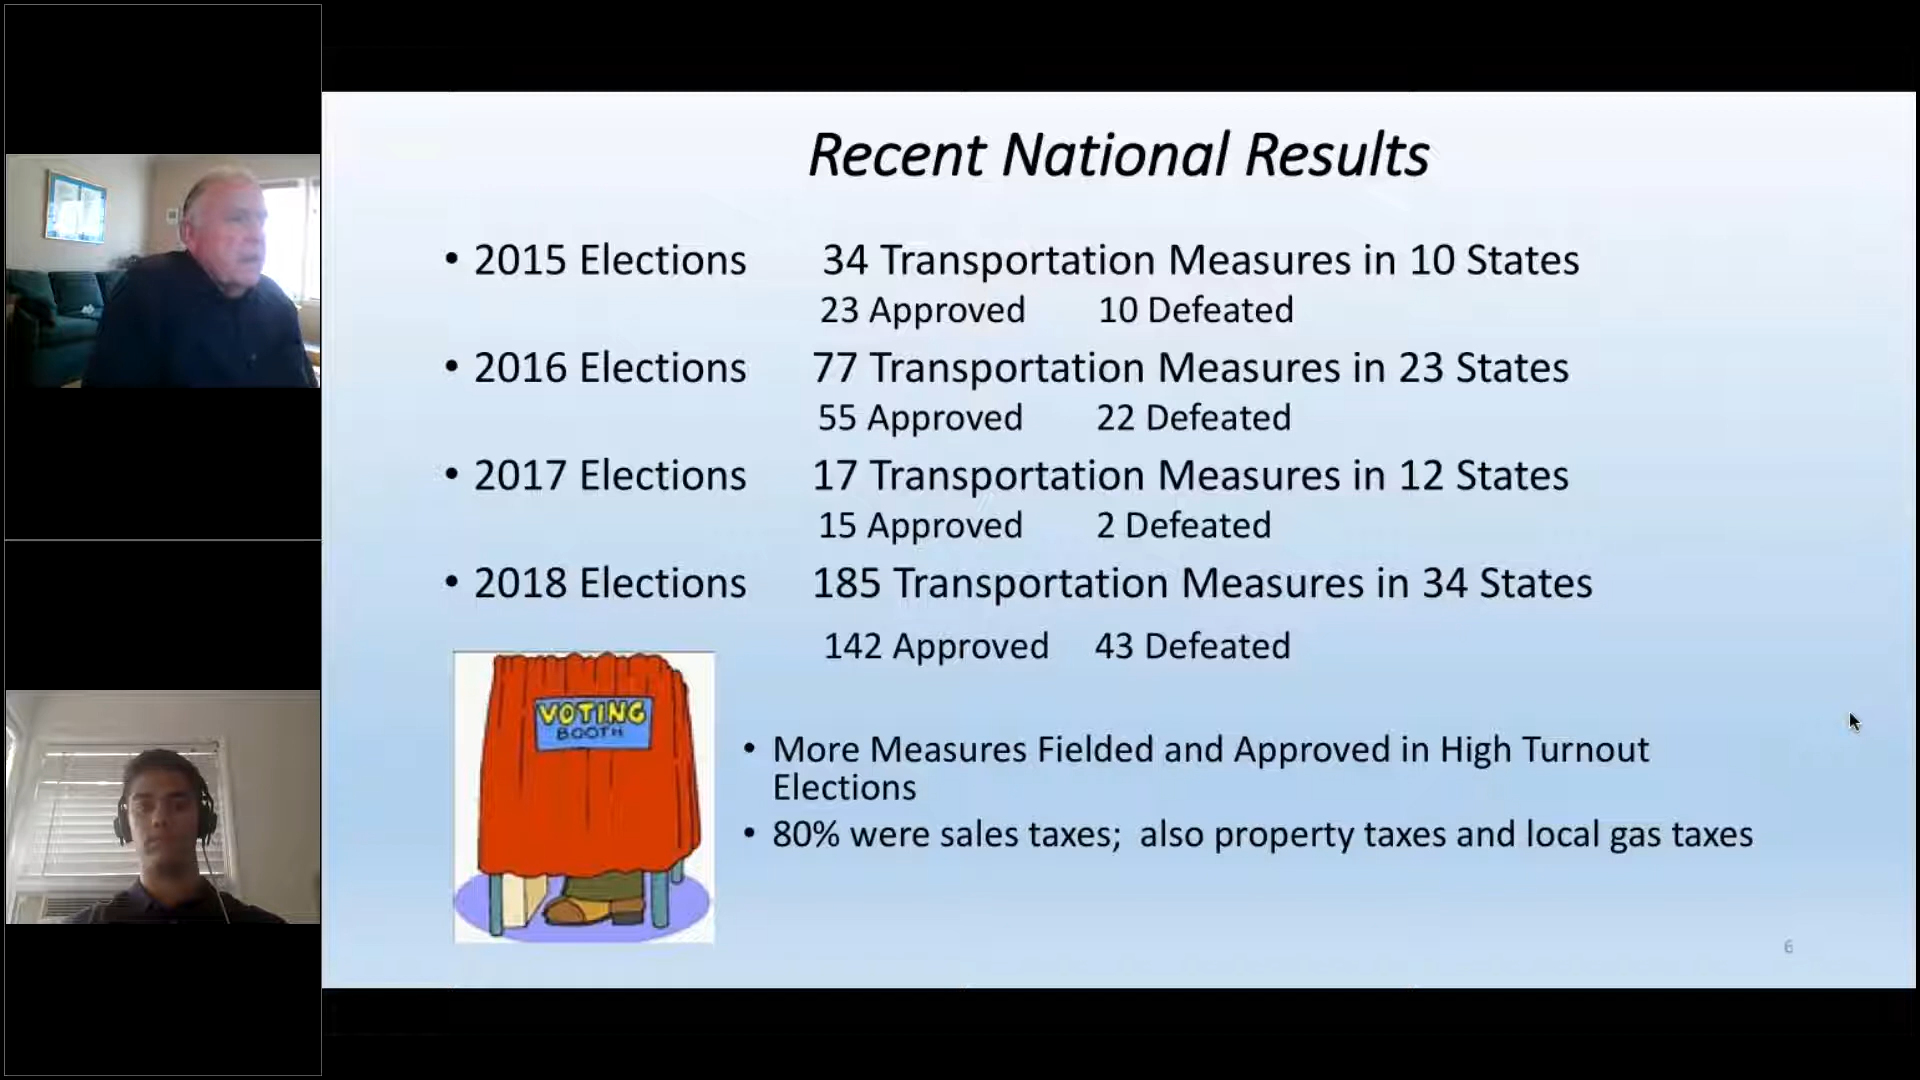 Recent National Results
• 2015 Elections 34 Transportation Measures in 10 States
23 Approved 10 Defeated
• 2016 Elections 77 Transportation Measures in 23 States
55 Approved 22 Defeated
• 2017 Elections 17 Transportation Measures in 12 States
15 Approved 2 Defeated
• 2018 Elections 185 Transportation Measures in 34 States
142 Approved 43 Defeated
VOTING
BOOTH
• More Measures Fielded and Approved in High Turnout
Elections
• 80% were sales taxes; also property taxes and local gas taxes
6